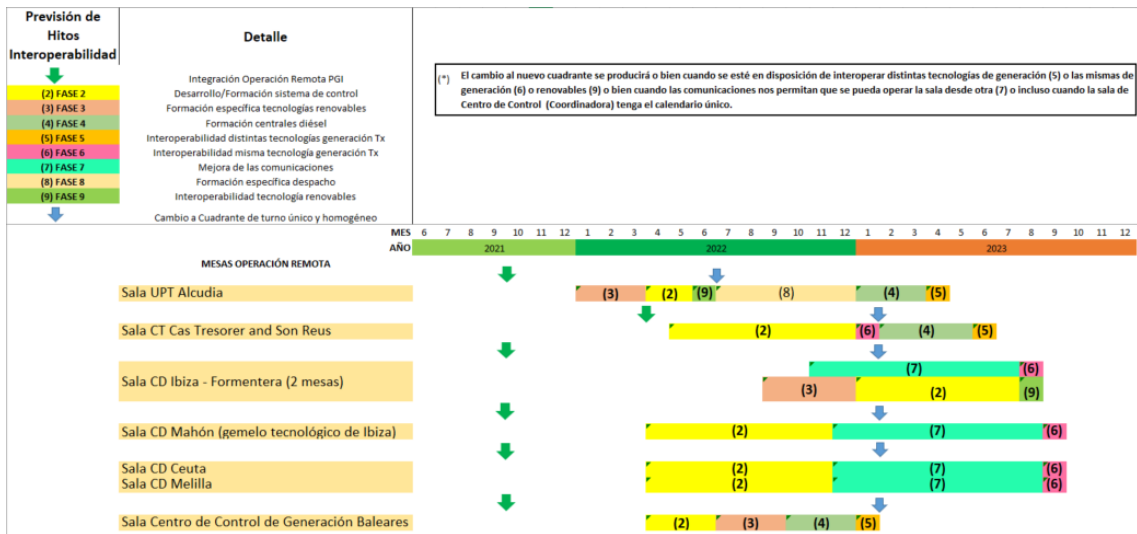 Previsión de
Hitos
Interoperabilidad
Detalle
Integración Operación Remota PGI
(2) FASE 2 Desarrollo/Formación sistema de control
(3) FASE 3 Formación específica tecnologías renovables
(4) FASE 4 Formación centrales diésel
(5) FASE 5 Interoperabilidad distintas tecnologías generación Tx
(6) FASE 6 Interoperabilidad misma tecnología generación Tx
(7) FASE 7 Mejora de las comunicaciones
(8) FASE 8 Formación específica despacho
(9) FASE 9 Interoperabilidad tecnología renovables
Cambio a Cuadrante de turno único y homogéneo
(*) El cambio al nuevo cuadrante se producirá o bien cuando se esté en disposición de interoperar distintas tecnologías de generación (5) o las mismas de
generación (6) o renovables (9) o bien cuando las comunicaciones nos permitan que se pueda operar la sala desde otra (7) o incluso cuando la sala de
Centro de Control (Coordinadora) tenga el calendario único.
MES 6 7 8 9 10 11 12 1 2 3 4 5 6 7 8 9 10 11 12 1 2 3 4 5 6 7 8 9 10 11 12
AÑO 2021 2022 2023
MESAS OPERACIÓN REMOTA
Sala UPT Alcudia (3) (2) (9) (8) (4) (5)
Sala CT Cas Tresorer and Son Reus (2) (6) (4) (5)
(7) (6)
Sala CD Ibiza - Formentera (2 mesas)
(3) (2) (9)
Sala CD Mahón (gemelo tecnológico de Ibiza) (2) (7) (6)
Sala CD Ceuta (2) (7) (6)
Sala CD Melilla (2) (7) (6)
Sala Centro de Control de Generación Baleares (2) (3) (4) (5)